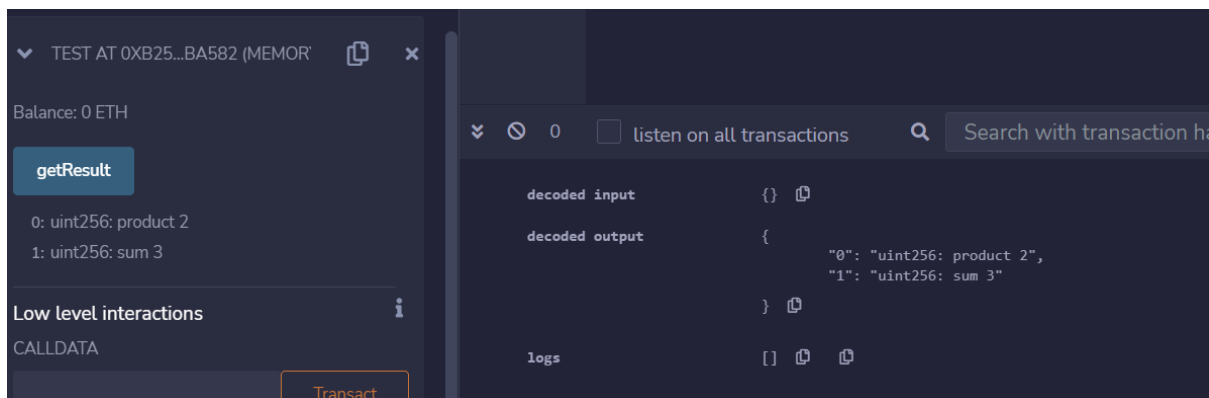 TEST AT 0XB25...BA582 (MEMOR
Balance: 0 ETH
getResult
0: uint256: product 2
1: uint256: sum 3
Low level interactions
i
CALLDATA
Transact
0
listen on all transactions
Search with transaction ha
decoded input {}
decoded output {
"0": "uint256: product 2",
"1": "uint256: sum 3"
}
logs []